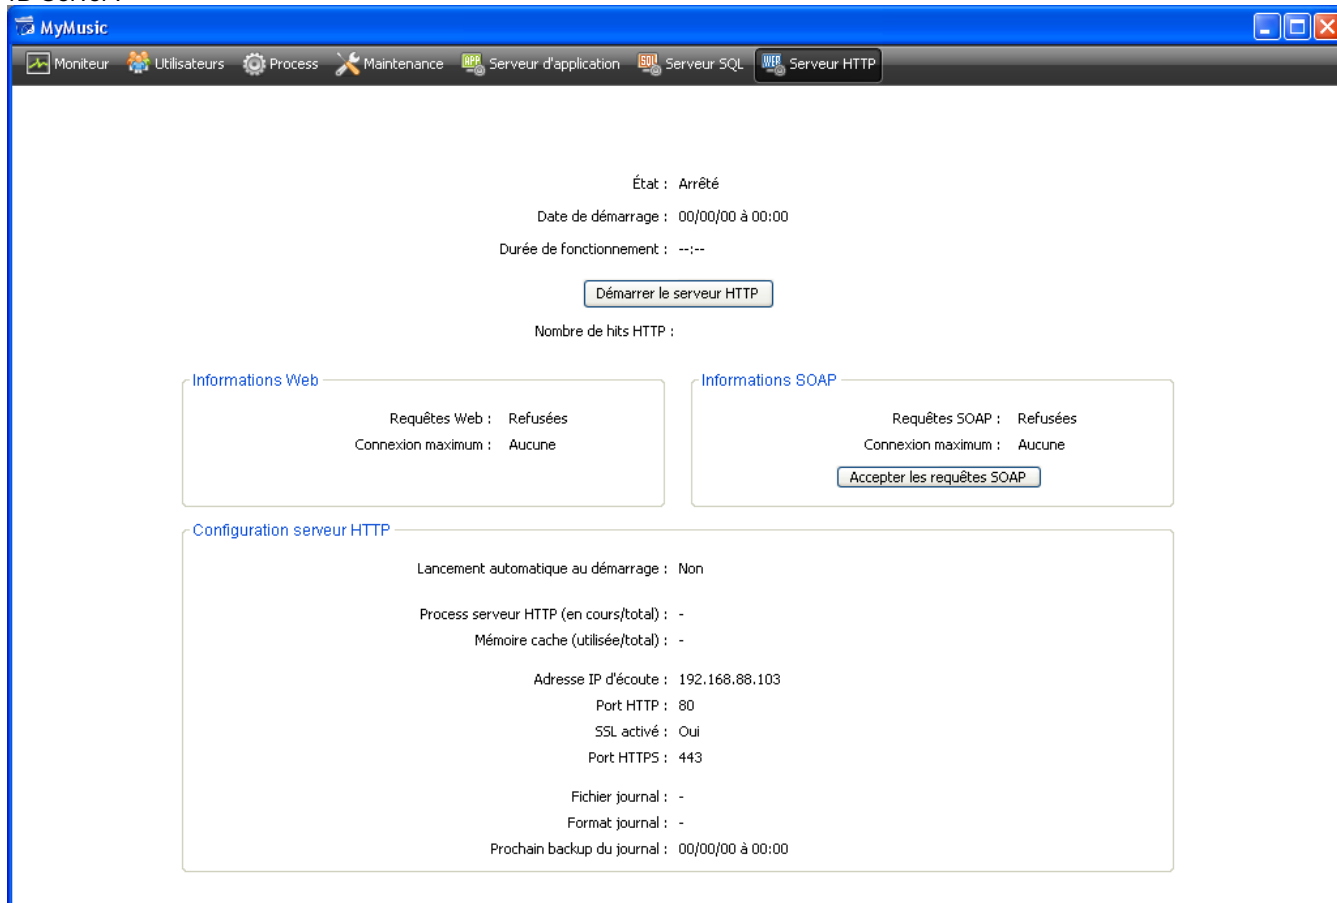 MyMusic
Moniteur Utilisateurs Process Maintenance Serveur d'application Serveur SQL Serveur HTTP
État : Arrêté
Date de démarrage : 00/00/00 à 00:00
Durée de fonctionnement : --:--
Démarrer le serveur HTTP
Nombre de hits HTTP :
Informations Web
Requêtes Web : Refusées
Connexion maximum : Aucune
Informations SOAP
Requêtes SOAP : Refusées
Connexion maximum : Aucune
Accepter les requêtes SOAP
Configuration serveur HTTP
Lancement automatique au démarrage : Non
Process serveur HTTP (en cours/total) : -
Mémoire cache (utilisée/total) : -
Adresse IP d'écoute : 192.168.88.103
Port HTTP : 80
SSL activé : Oui
Port HTTPS : 443
Fichier journal : -
Format journal : -
Prochain backup du journal : 00/00/00 à 00:00